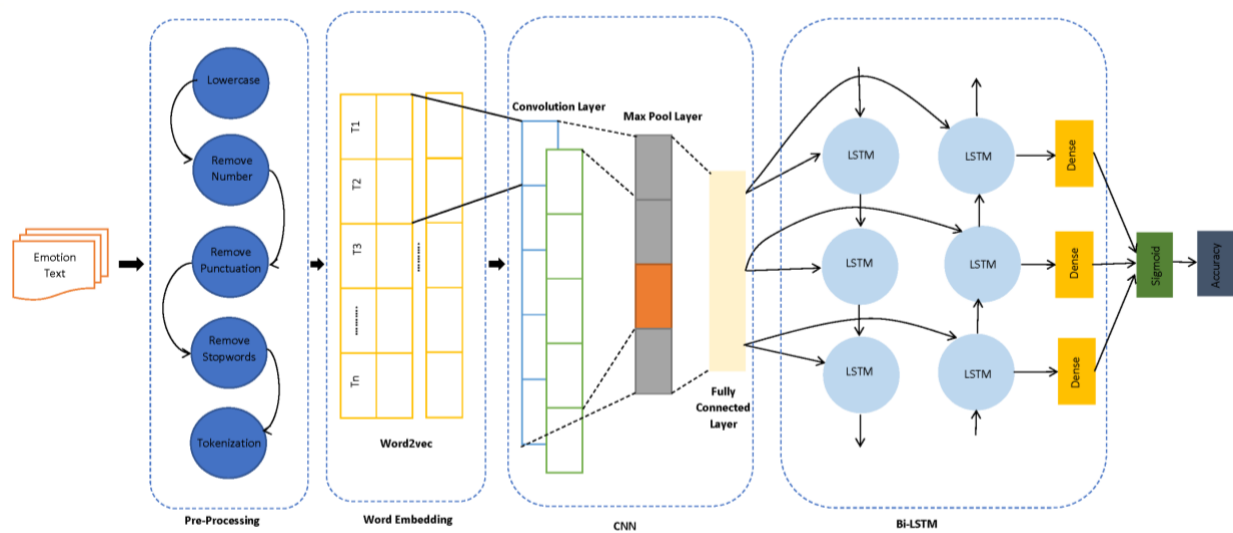 Emotion
Text
Lowercase
Remove
Number
Remove
Punctuation
Remove
Stopwords
Tokenization
Pre-Processing
T1
T2
T3
.........
Tn
..........
Word2vec
Word Embedding
Convolution Layer
Max Pool Layer
Fully
Connected
Layer
CNN
LSTM
LSTM
Dense
LSTM
LSTM
Dense
LSTM
LSTM
Dense
Bi-LSTM
Sigmoid
Accuracy